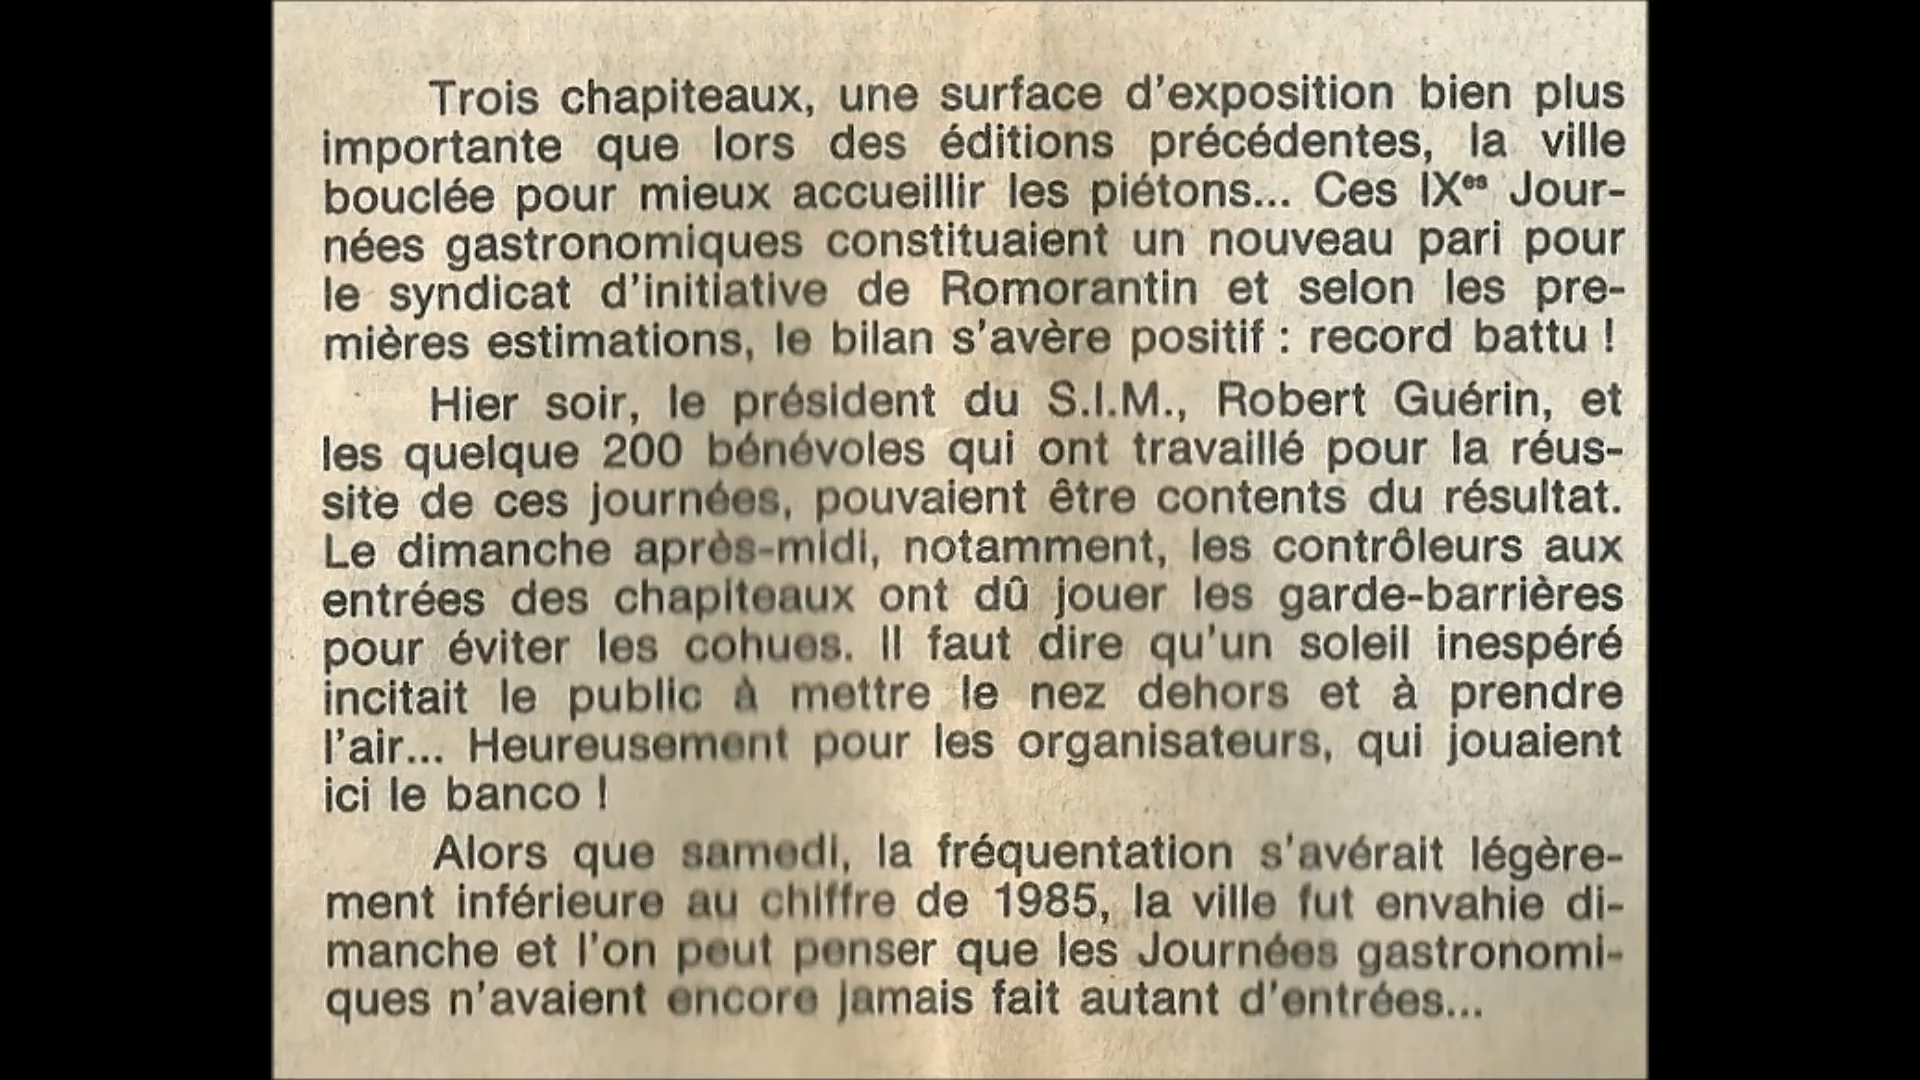 Trois chapiteaux, une surface d'exposition bien plus
importante que lors des éditions précédentes, la ville
bouclée pour mieux accueillir les piétons... Ces IXes Jour-
nées gastronomiques constituaient un nouveau pari pour
le syndicat d'initiative de Romorantin et selon les pre-
mières estimations, le bilan s'avère positif : record battu !
Hier soir, le président du S.I.M., Robert Guérin, et
les quelque 200 bénévoles qui ont travaillé pour la réus-
site de ces journées, pouvaient être contents du résultat.
Le dimanche après-midi, notamment, les contrôleurs aux
entrées des chapiteaux ont dû jouer les garde-barrières
pour éviter les cohues. Il faut dire qu'un soleil inespéré
incitait le public à mettre le nez dehors et à prendre
l'air... Heureusement pour les organisateurs, qui jouaient
ici le banco !
Alors que samedi, la fréquentation s'avérait légère-
ment inférieure au chiffre de 1985, la ville fut envahie di-
manche et l'on peut penser que les Journées gastronomi-
ques n'avaient encore jamais fait autant d'entrées...